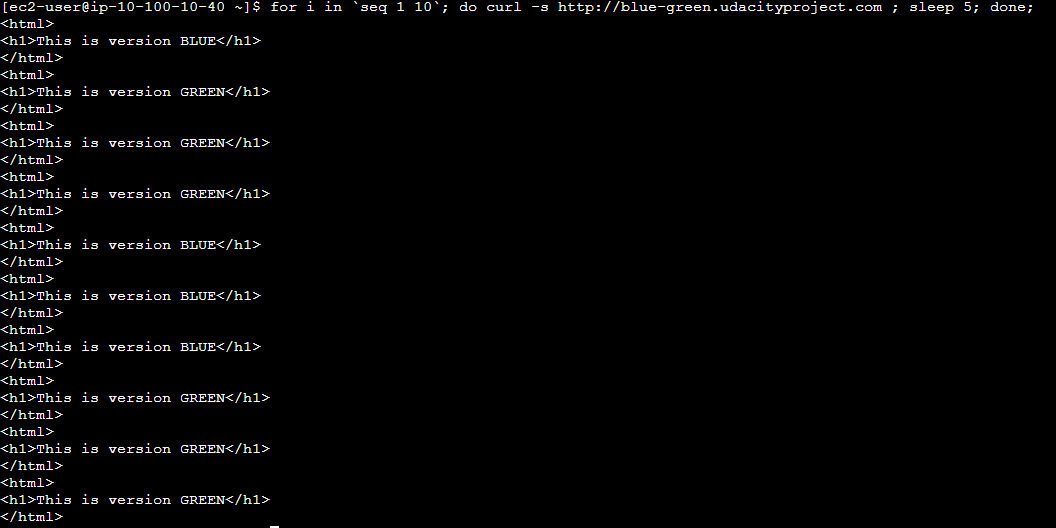 [ec2-user@ip-10-100-10-40 ~]$ for i in `seq 1 10`; do curl -s http://blue-green.udacityproject.com ; sleep 5; done;
<html>
<h1>This is version BLUE</h1>
</html>
<html>
<h1>This is version GREEN</h1>
</html>
<html>
<h1>This is version GREEN</h1>
</html>
<html>
<h1>This is version GREEN</h1>
</html>
<html>
<h1>This is version BLUE</h1>
</html>
<html>
<h1>This is version BLUE</h1>
</html>
<html>
<h1>This is version BLUE</h1>
</html>
<html>
<h1>This is version GREEN</h1>
</html>
<html>
<h1>This is version GREEN</h1>
</html>
<html>
<h1>This is version GREEN</h1>
</html>